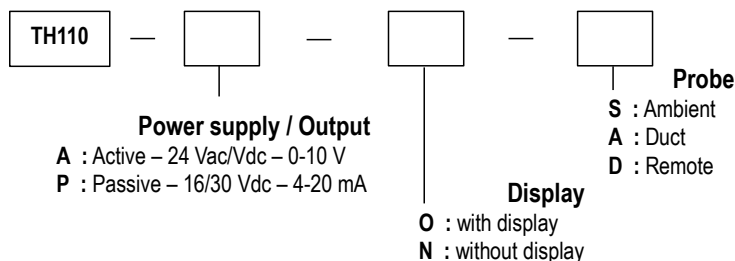 TH110 — — —
Power supply / Output
A : Active – 24 Vac/Vdc – 0-10 V
P : Passive – 16/30 Vdc – 4-20 mA
Display
O : with display
N : without display
Probe
S : Ambient
A : Duct
D : Remote